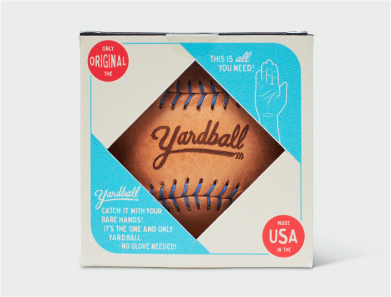 ONLY
ORIGINAL
THE
THIS IS all
YOU NEED!
Yardball
Yardball
CATCH IT WITH YOUR
BARE HANDS!
IT'S THE ONE AND ONLY
YARDBALL
- NO GLOVE NEEDED!
MADE
USA
IN THE